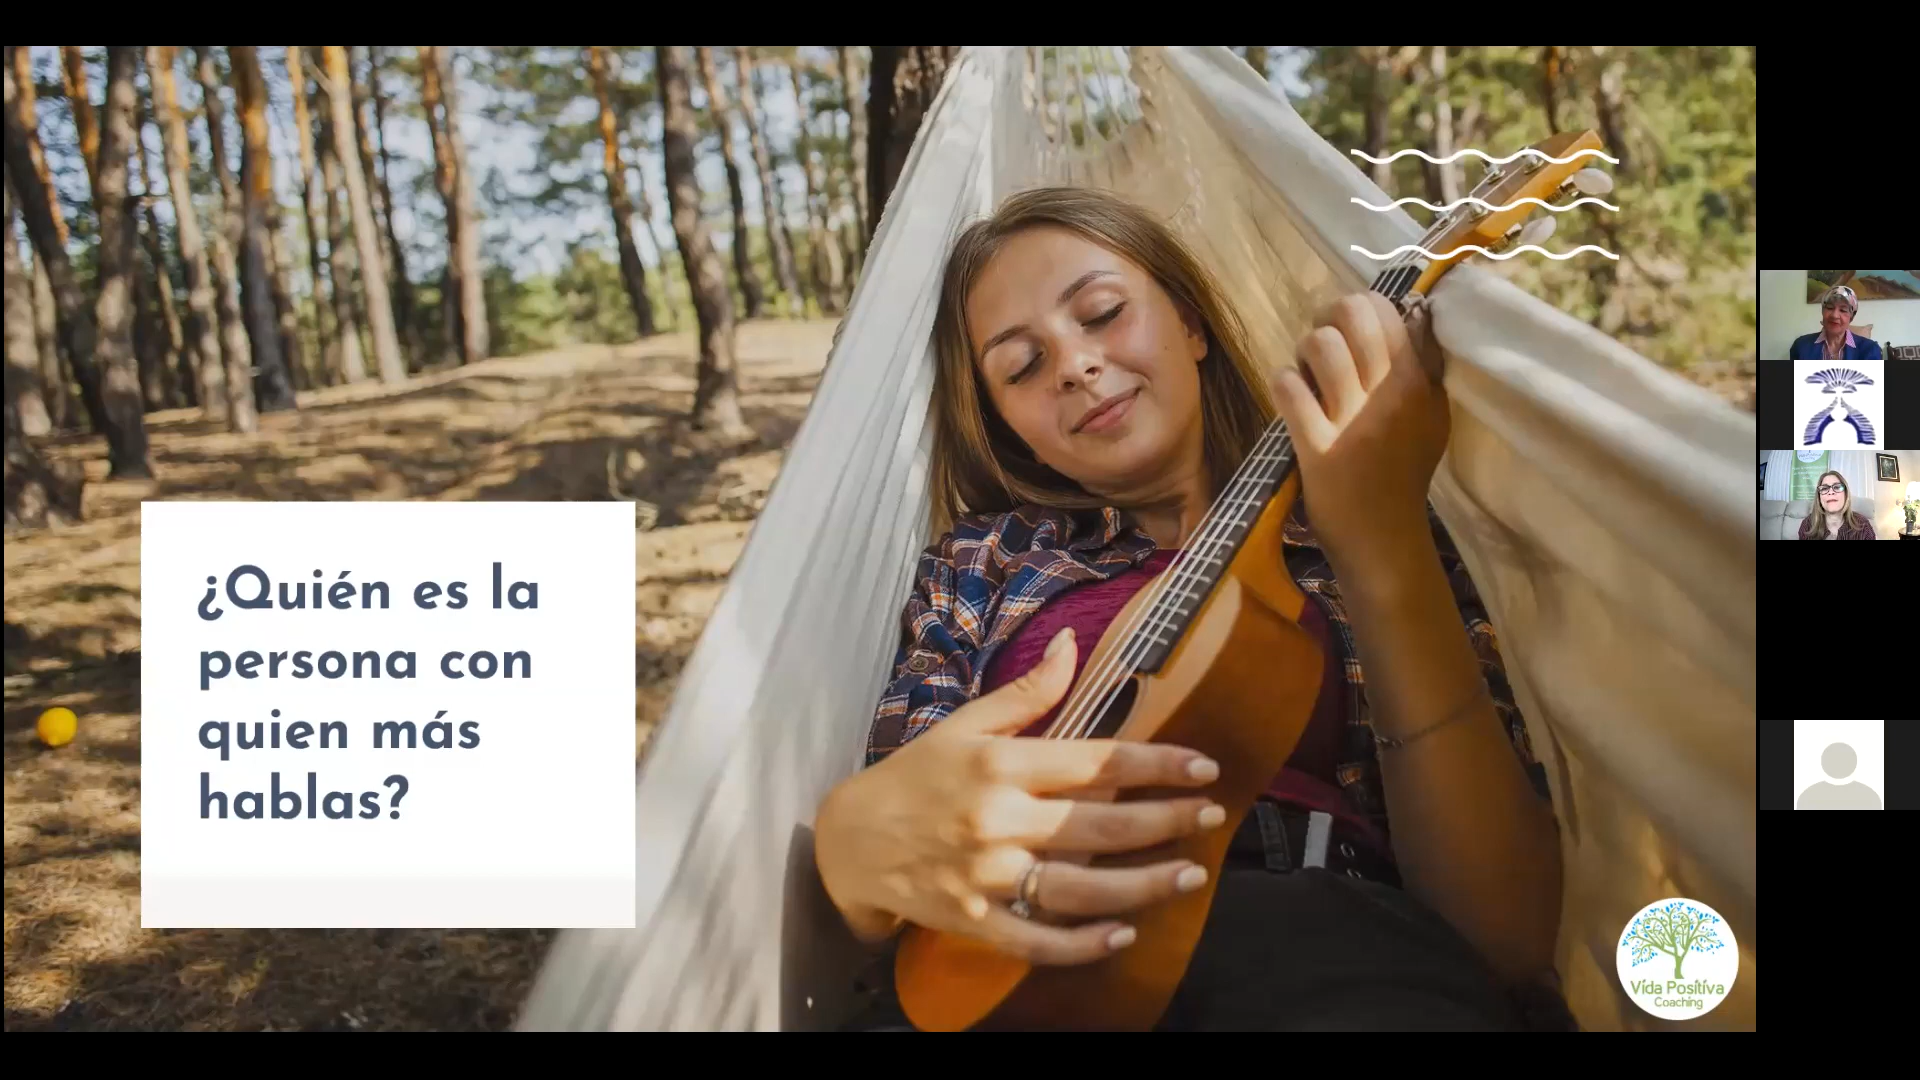 ¿Quién es la
persona con
quien más
hablas?
Vida Positiva
Coaching